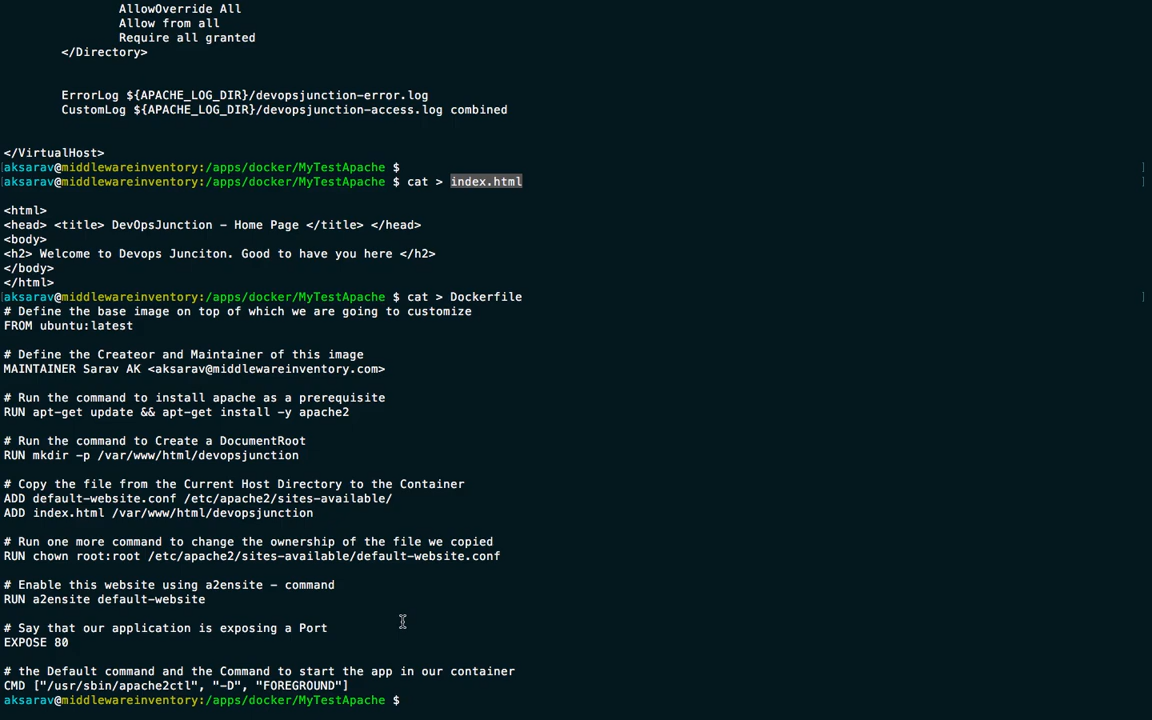 AllowOverride All
Allow from all
Require all granted
</Directory>
ErrorLog ${APACHE_LOG_DIR}/devopsjunction-error.log
CustomLog ${APACHE_LOG_DIR}/devopsjunction-access.log combined
</VirtualHost>
aksarav@middlewareinventory:/apps/docker/MyTestApache $
aksarav@middlewareinventory:/apps/docker/MyTestApache $ cat > index.html
<html>
<head> <title> DevOpsJunction - Home Page </title> </head>
<body>
<h2> Welcome to Devops Junciton. Good to have you here </h2>
</body>
</html>
aksarav@middlewareinventory:/apps/docker/MyTestApache $ cat > Dockerfile
# Define the base image on top of which we are going to customize
FROM ubuntu:latest
# Define the Createor and Maintainer of this image
MAINTAINER Sarav AK <aksarav@middlewareinventory.com>
# Run the command to install apache as a prerequisite
RUN apt-get update && apt-get install -y apache2
# Run the command to Create a DocumentRoot
RUN mkdir -p /var/www/html/devopsjunction
# Copy the file from the Current Host Directory to the Container
ADD default-website.conf /etc/apache2/sites-available/
ADD index.html /var/www/html/devopsjunction
# Run one more command to change the ownership of the file we copied
RUN chown root:root /etc/apache2/sites-available/default-website.conf
# Enable this website using a2ensite - command
RUN a2ensite default-website
# Say that our application is exposing a Port
EXPOSE 80
# the Default command and the Command to start the app in our container
CMD ["/usr/sbin/apache2ctl", "-D", "FOREGROUND"]
aksarav@middlewareinventory:/apps/docker/MyTestApache $